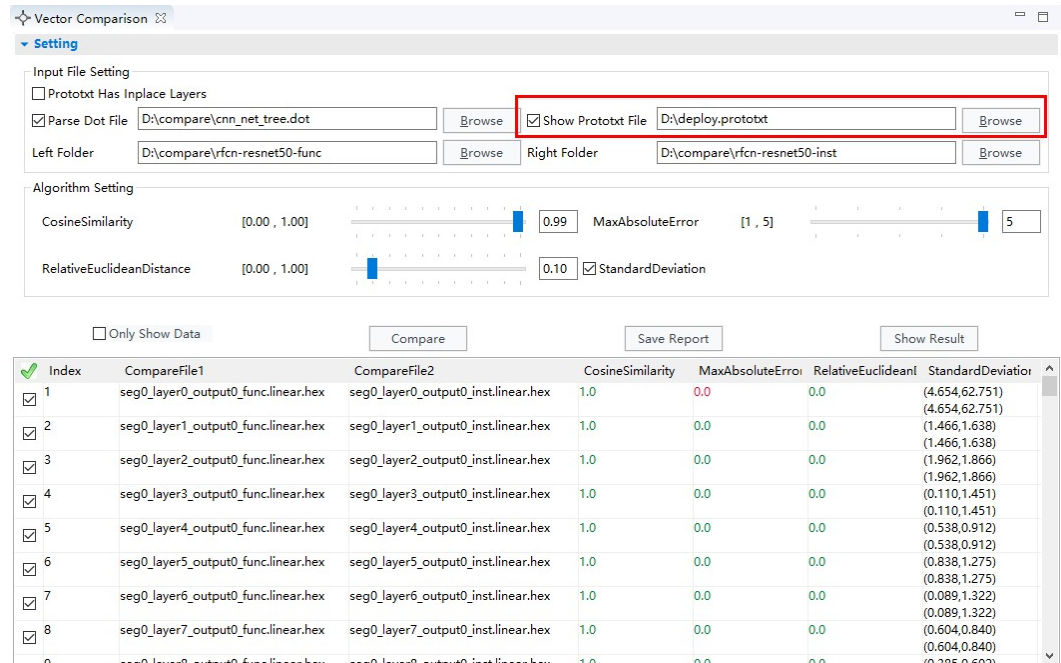 Vector Comparison
Setting
Input File Setting
Prototxt Has Inplace Layers
Parse Dot File D:\compare\cnn_net_tree.dot Browse Show Prototxt File D:\deploy.prototxt Browse
Left Folder D:\compare\rfcn-resnet50-func Browse Right Folder D:\compare\rfcn-resnet50-inst Browse
Algorithm Setting
CosineSimilarity [0.00 , 1.00] 0.99 MaxAbsoluteError [1 , 5] 5
RelativeEuclideanDistance [0.00 , 1.00] 0.10 StandardDeviation
Only Show Data Compare Save Report Show Result
Index CompareFile1 CompareFile2 CosineSimilarity MaxAbsoluteError RelativeEuclideanD StandardDeviation
1 seg0_layer0_output0_func.linear.hex seg0_layer0_output0_inst.linear.hex 1.0 0.0 0.0 (4.654,62.751)
(4.654,62.751)
2 seg0_layer1_output0_func.linear.hex seg0_layer1_output0_inst.linear.hex 1.0 0.0 0.0 (1.466,1.638)
(1.466,1.638)
3 seg0_layer2_output0_func.linear.hex seg0_layer2_output0_inst.linear.hex 1.0 0.0 0.0 (1.962,1.866)
(1.962,1.866)
4 seg0_layer3_output0_func.linear.hex seg0_layer3_output0_inst.linear.hex 1.0 0.0 0.0 (0.110,1.451)
(0.110,1.451)
5 seg0_layer4_output0_func.linear.hex seg0_layer4_output0_inst.linear.hex 1.0 0.0 0.0 (0.538,0.912)
(0.538,0.912)
6 seg0_layer5_output0_func.linear.hex seg0_layer5_output0_inst.linear.hex 1.0 0.0 0.0 (0.838,1.275)
(0.838,1.275)
7 seg0_layer6_output0_func.linear.hex seg0_layer6_output0_inst.linear.hex 1.0 0.0 0.0 (0.089,1.322)
(0.089,1.322)
8 seg0_layer7_output0_func.linear.hex seg0_layer7_output0_inst.linear.hex 1.0 0.0 0.0 (0.604,0.840)
(0.604,0.840)